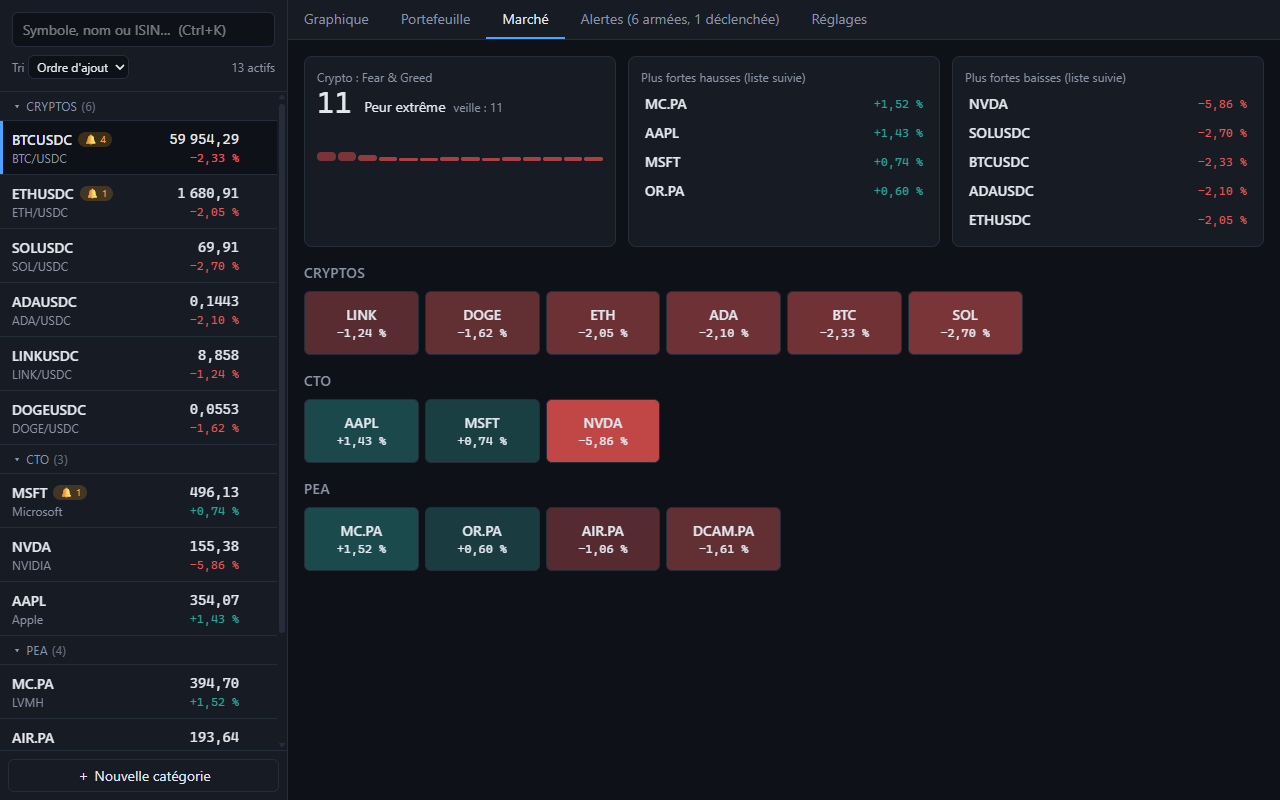 Symbole, nom ou ISIN... (Ctrl+K)
Tri Ordre d'ajout 13 actifs
CRYPTOS (6)
BTCUSDC 4 59 954,29
BTC/USDC −2,33 %
ETHUSDC 1 1 680,91
ETH/USDC −2,05 %
SOLUSDC 69,91
SOL/USDC −2,70 %
ADAUSDC 0,1443
ADA/USDC −2,10 %
LINKUSDC 8,858
LINK/USDC −1,24 %
DOGEUSDC 0,0553
DOGE/USDC −1,62 %
CTO (3)
MSFT 1 496,13
Microsoft +0,74 %
NVDA 155,38
NVIDIA −5,86 %
AAPL 354,07
Apple +1,43 %
PEA (4)
MC.PA 394,70
LVMH +1,52 %
AIR.PA 193,64
+ Nouvelle catégorie
Graphique Portefeuille Marché Alertes (6 armées, 1 déclenchée) Réglages
Crypto : Fear & Greed
11 Peur extrême veille : 11
Plus fortes hausses (liste suivie)
MC.PA +1,52 %
AAPL +1,43 %
MSFT +0,74 %
OR.PA +0,60 %
Plus fortes baisses (liste suivie)
NVDA −5,86 %
SOLUSDC −2,70 %
BTCUSDC −2,33 %
ADAUSDC −2,10 %
ETHUSDC −2,05 %
CRYPTOS
LINK DOGE ETH ADA BTC SOL
−1,24 % −1,62 % −2,05 % −2,10 % −2,33 % −2,70 %
CTO
AAPL MSFT NVDA
+1,43 % +0,74 % −5,86 %
PEA
MC.PA OR.PA AIR.PA DCAM.PA
+1,52 % +0,60 % −1,06 % −1,61 %